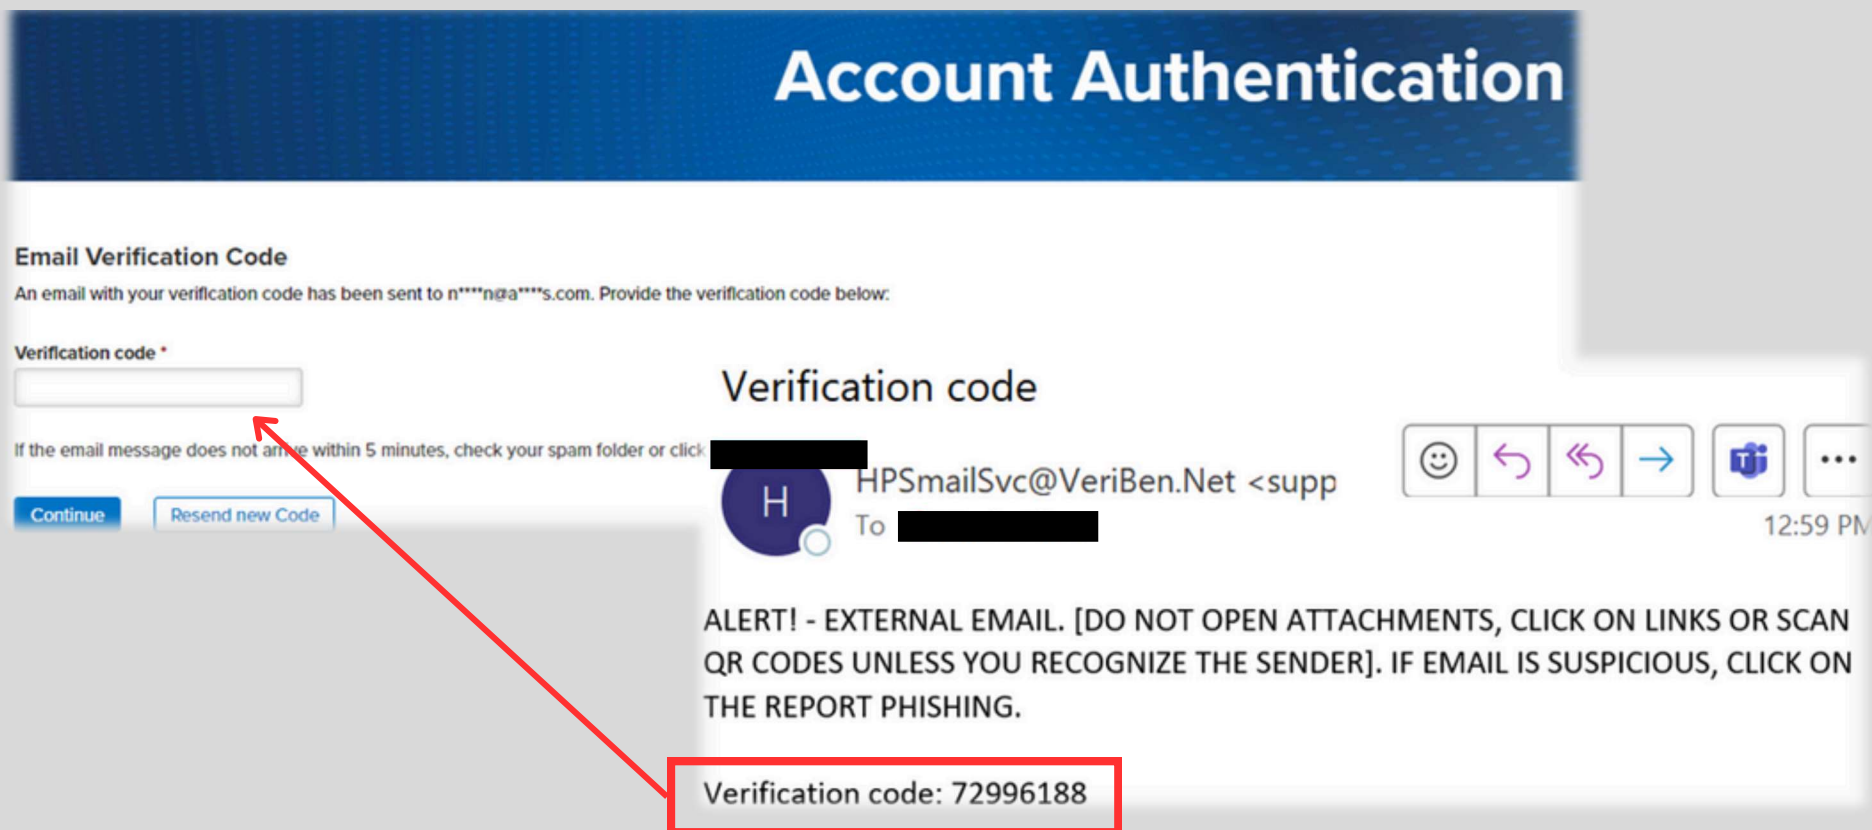 Account Authentication
Email Verification Code
An email with your verification code has been sent to n****n@a****s.com. Provide the verification code below:
Verification code *
If the email message does not arrive within 5 minutes, check your spam folder or click
Continue
Resend new Code
Verification code
H
HPSmailSvc@VeriBen.Net <supp
To
12:59 PM
ALERT! - EXTERNAL EMAIL. [DO NOT OPEN ATTACHMENTS, CLICK ON LINKS OR SCAN
QR CODES UNLESS YOU RECOGNIZE THE SENDER]. IF EMAIL IS SUSPICIOUS, CLICK ON
THE REPORT PHISHING.
Verification code: 72996188